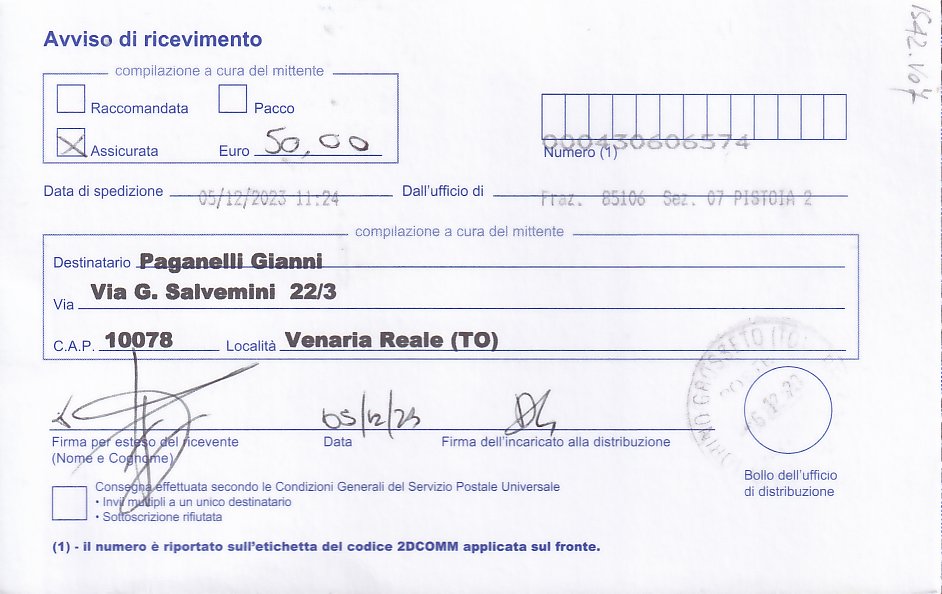 Avviso di ricevimento
compilazione a cura del mittente
Raccomandata Pacco
Assicurata Euro 50,00
000430606574
Numero (1)
Data di spedizione 05/12/2023 11:24 Dall'ufficio di Fraz. 85106 Sez. 07 PISTOIA 2
compilazione a cura del mittente
Destinatario Paganelli Gianni
Via Via G. Salvemini 22/3
C.A.P. 10078 Località Venaria Reale (TO)
Firma per esteso del ricevente Data Firma dell'incaricato alla distribuzione
(Nome e Cognome)
Bollo dell'ufficio
di distribuzione
Consegna effettuata secondo le Condizioni Generali del Servizio Postale Universale
• Invii multipli a un unico destinatario
• Sottoscrizione rifiutata
(1) - il numero è riportato sull'etichetta del codice 2DCOMM applicata sul fronte.